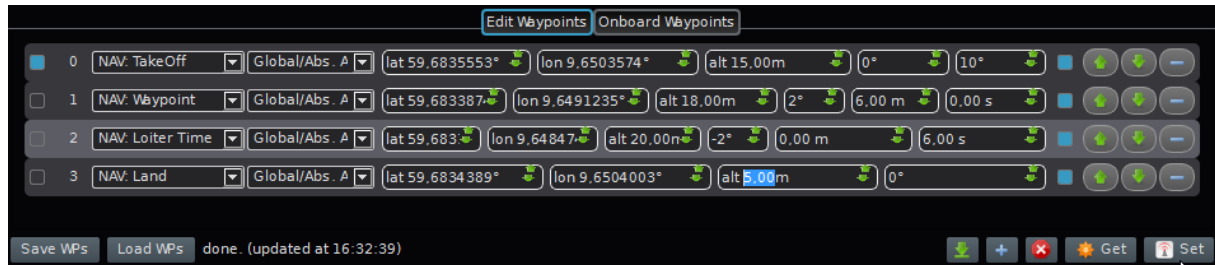 Edit Waypoints Onboard Waypoints
0 NAV: TakeOff Global/Abs. A lat 59,6835553° lon 9,6503574° alt 15,00m 0° 10°
1 NAV: Waypoint Global/Abs. A lat 59,683387 lon 9,6491235° alt 18,00m 2° 6,00 m 0,00 s
2 NAV: Loiter Time Global/Abs. A lat 59,683 lon 9,64847 alt 20,00m -2° 0,00 m 6,00 s
3 NAV: Land Global/Abs. A lat 59,6834389° lon 9,6504003° alt 5,00m 0°
Save WPs Load WPs done. (updated at 16:32:39) Get Set